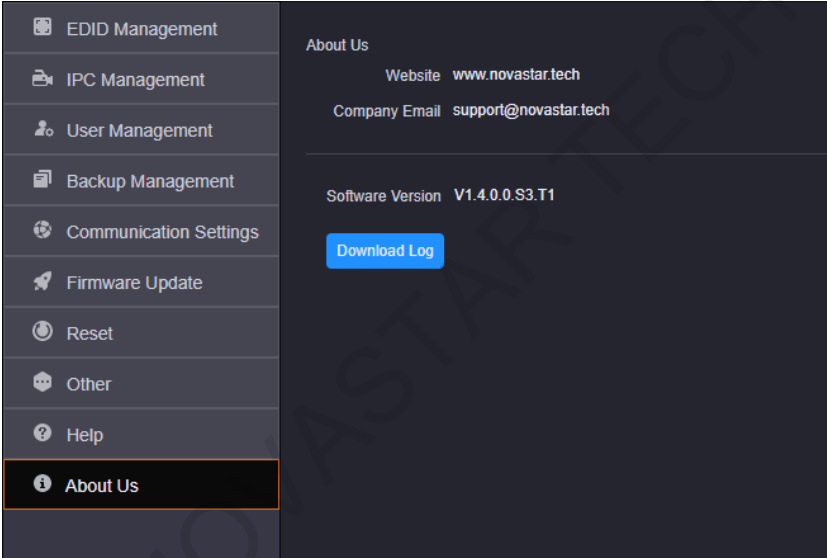 EDID Management
IPC Management
User Management
Backup Management
Communication Settings
Firmware Update
Reset
Other
Help
About Us
About Us
Website www.novastar.tech
Company Email support@novastar.tech
Software Version V1.4.0.0.S3.T1
Download Log
NOVASTAR TECH